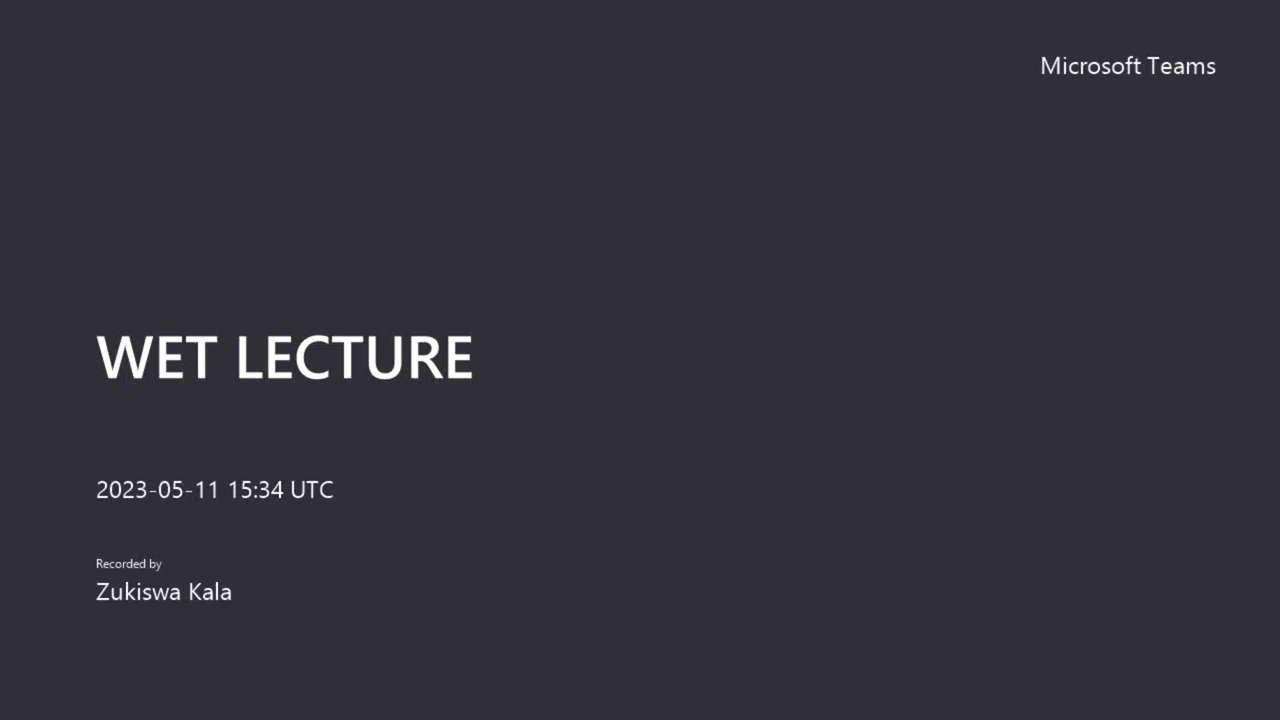 Microsoft Teams
WET LECTURE
2023-05-11 15:34 UTC
Recorded by
Zukiswa Kala